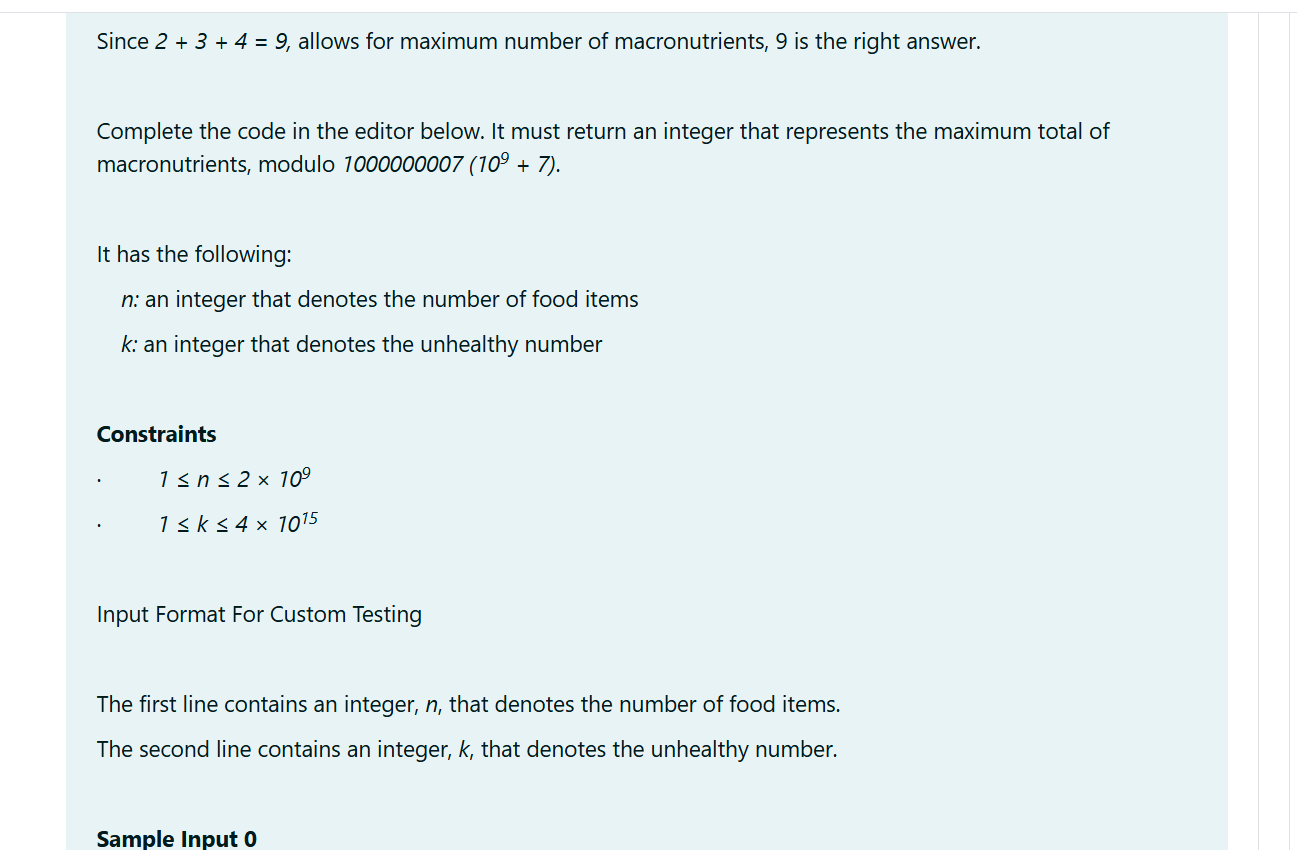 Since 2 + 3 + 4 = 9, allows for maximum number of macronutrients, 9 is the right answer.
Complete the code in the editor below. It must return an integer that represents the maximum total of
macronutrients, modulo 1000000007 (10⁹ + 7).
It has the following:
n: an integer that denotes the number of food items
k: an integer that denotes the unhealthy number
Constraints
· 1 ≤ n ≤ 2 × 10⁹
· 1 ≤ k ≤ 4 × 10¹⁵
Input Format For Custom Testing
The first line contains an integer, n, that denotes the number of food items.
The second line contains an integer, k, that denotes the unhealthy number.
Sample Input 0